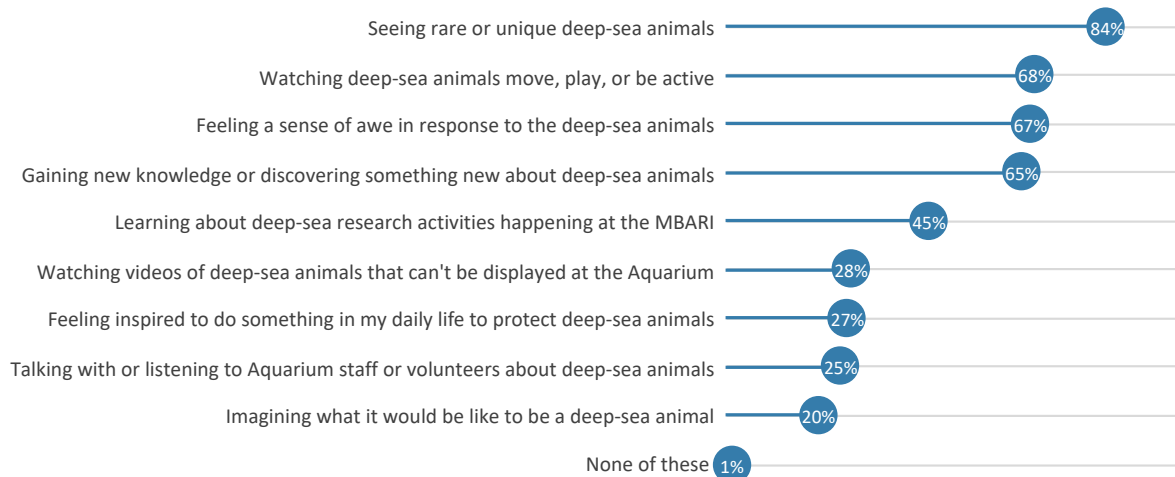 Seeing rare or unique deep-sea animals 84%
Watching deep-sea animals move, play, or be active 68%
Feeling a sense of awe in response to the deep-sea animals 67%
Gaining new knowledge or discovering something new about deep-sea animals 65%
Learning about deep-sea research activities happening at the MBARI 45%
Watching videos of deep-sea animals that can't be displayed at the Aquarium 28%
Feeling inspired to do something in my daily life to protect deep-sea animals 27%
Talking with or listening to Aquarium staff or volunteers about deep-sea animals 25%
Imagining what it would be like to be a deep-sea animal 20%
None of these 1%